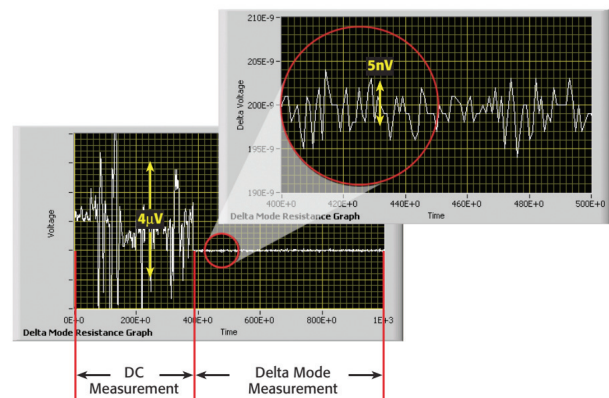 210E-9
205E-9
200E-9
195E-9
190E-9
Delta Voltage
5nV
400E+0
420E+0
440E+0
460E+0
480E+0
500E+0
Delta Mode Resistance Graph
Time
Voltage
4μV
0E+0
200E+0
400E+0
600E+0
800E+0
1E+3
Delta Mode Resistance Graph
Time
DC
Measurement
Delta Mode
Measurement